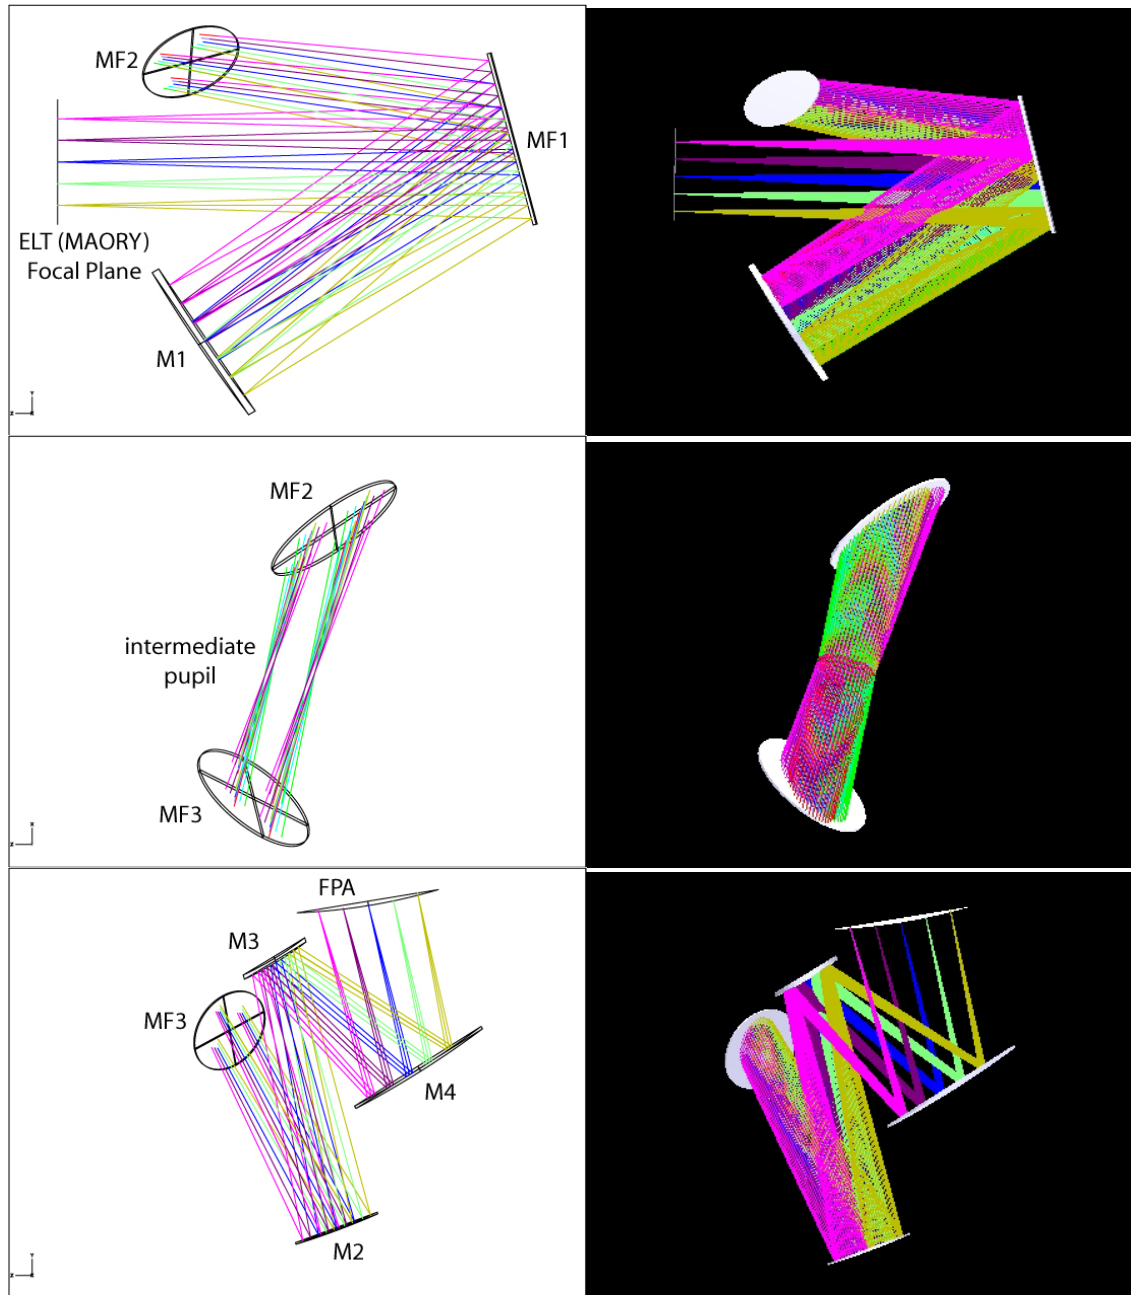 MF2
MF1
ELT (MAORY)
Focal Plane
M1
MF2
intermediate
pupil
MF3
FPA
M3
MF3
M4
M2